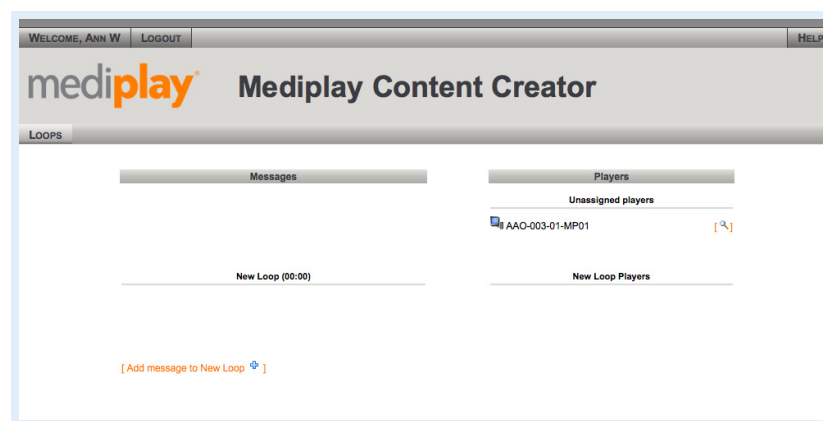 WELCOME, ANN W LOGOUT HELP
mediplay Mediplay Content Creator
LOOPS
Messages Players
Unassigned players
AAO-003-01-MP01 [ ]
New Loop (00:00) New Loop Players
[ Add message to New Loop ]